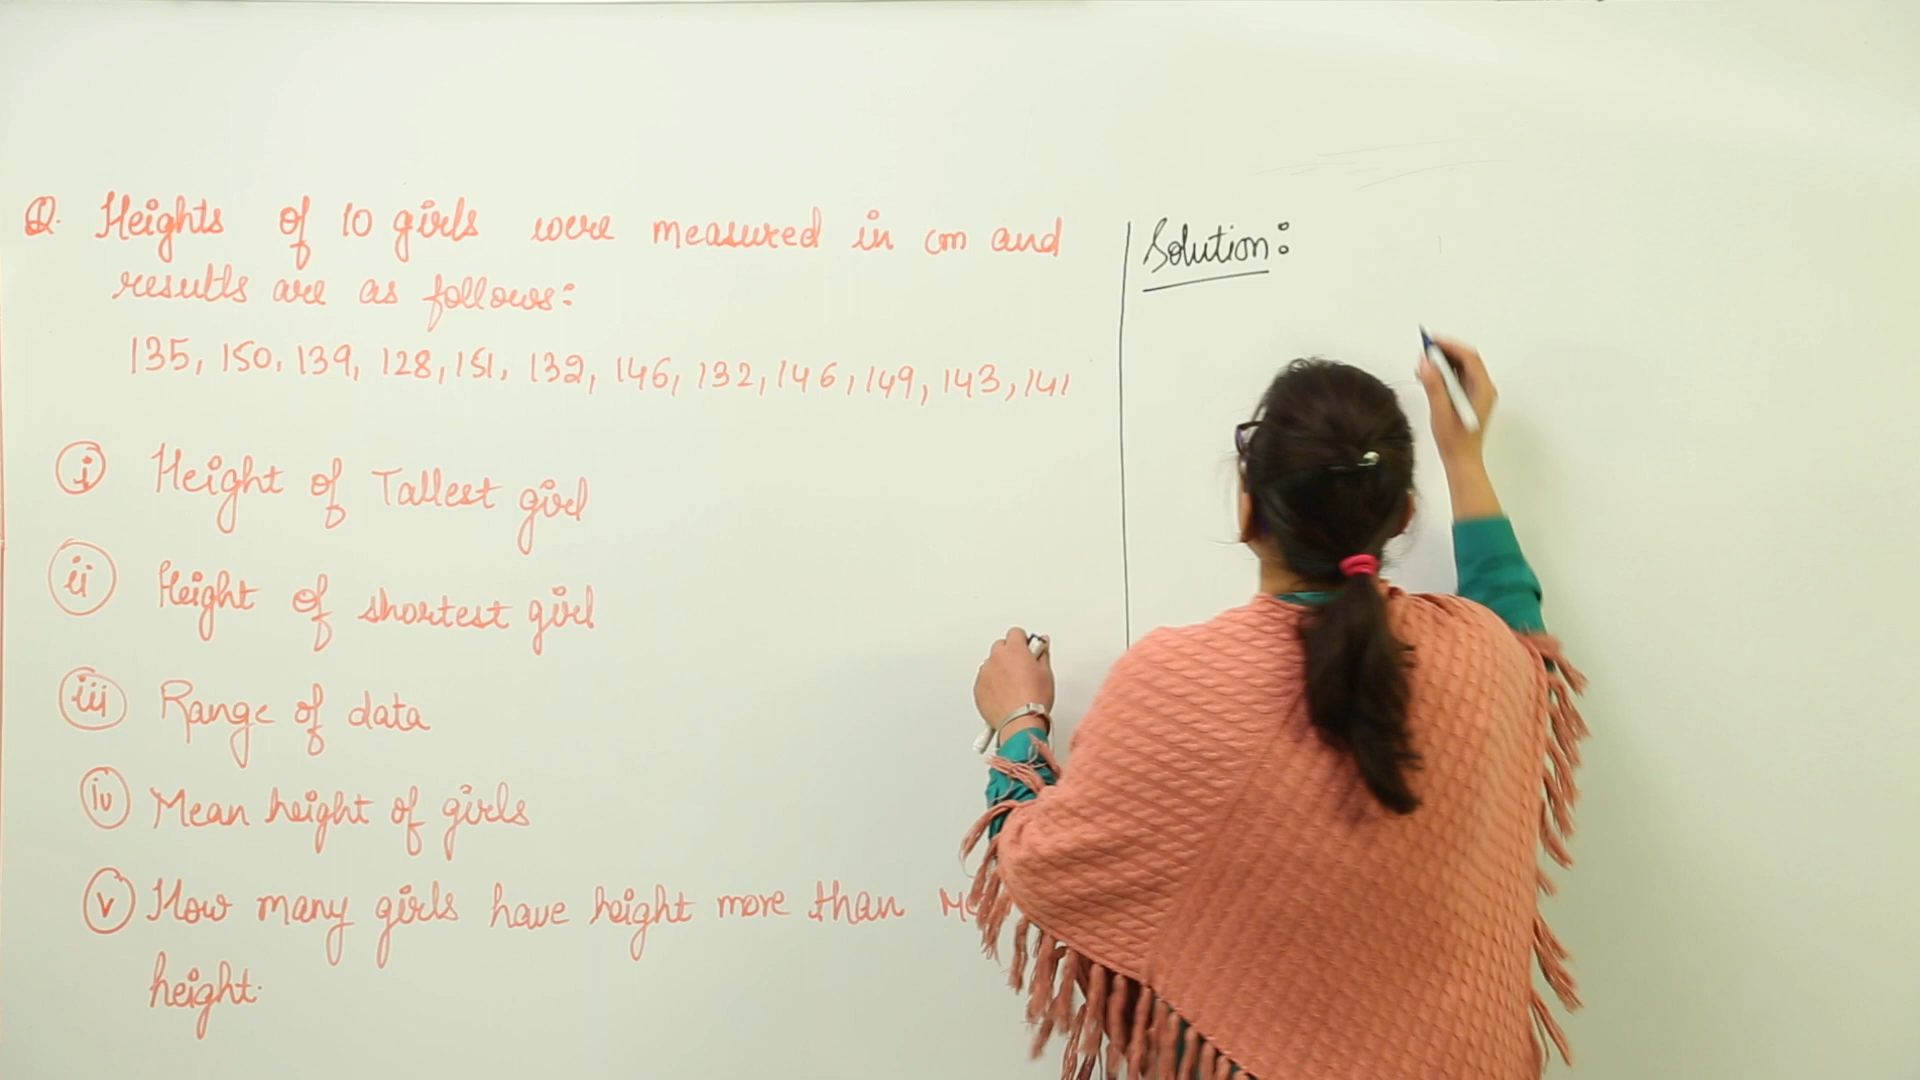 Q. Heights of 10 girls were measured in cm and
results are as follows:
135, 150, 139, 128, 151, 132, 146, 132, 146, 149, 143, 141
i Height of Tallest girl
ii Height of shortest girl
iii Range of data
iv Mean height of girls
v How many girls have height more than
height.
Solution: